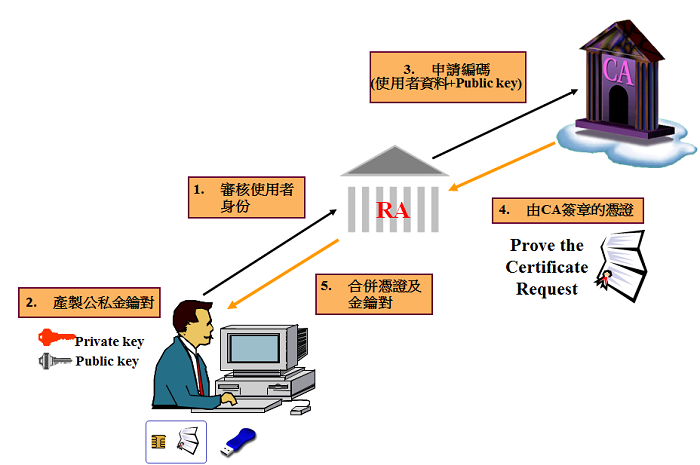 3. 申請編碼
(使用者資料+Public key)
CA
1. 審核使用者
身份
RA
4. 由CA簽章的憑證
Prove the
Certificate
Request
2. 產製公私金鑰對
5. 合併憑證及
金鑰對
Private key
Public key